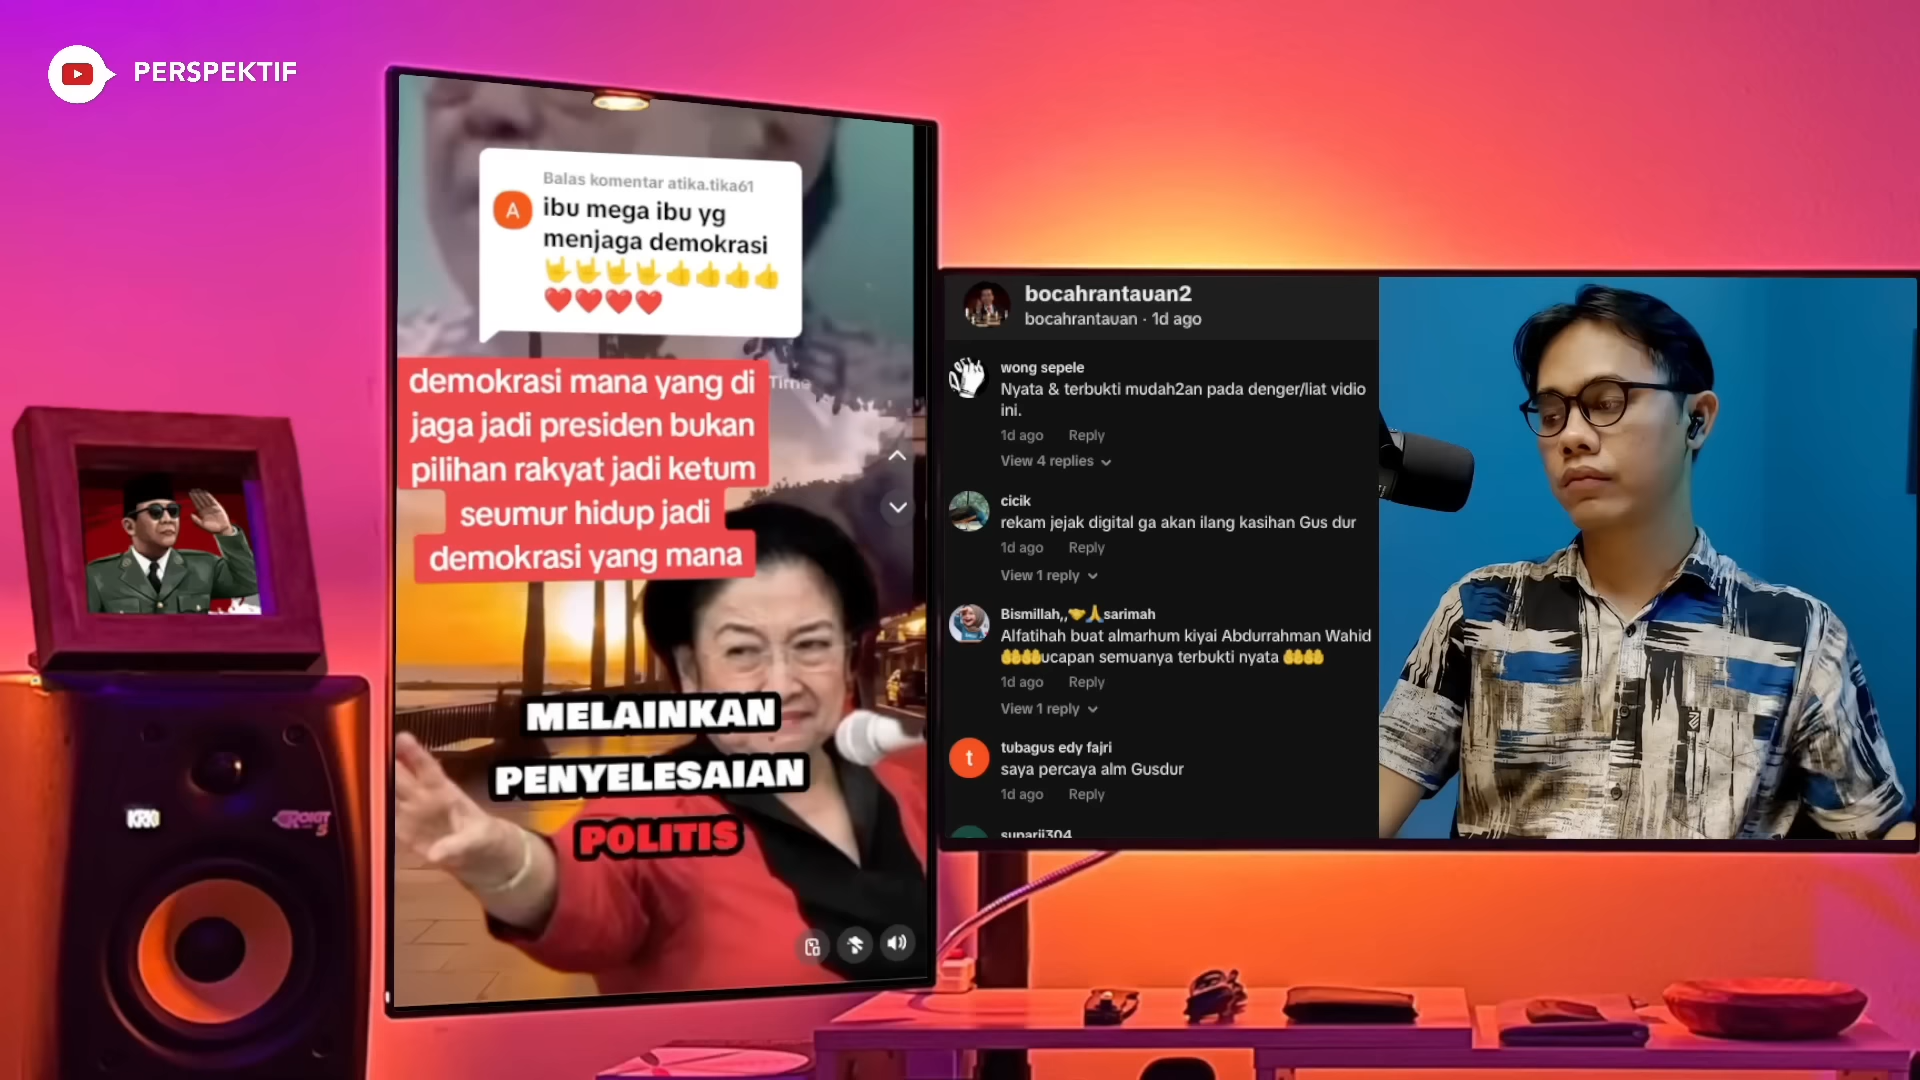 PERSPEKTIF
Balas komentar atika.tika61
A
ibu mega ibu yg
menjaga demokrasi
🤟🤟🤟🤟👍👍👍👍
❤️❤️❤️❤️
demokrasi mana yang di
jaga jadi presiden bukan
pilihan rakyat jadi ketum
seumur hidup jadi
demokrasi yang mana
Time
MELAINKAN
PENYELESAIAN
POLITIS
KRK
ROKIT 5
bocahrantauan2
bocahrantauan · 1d ago
wong sepele
Nyata & terbukti mudah2an pada denger/liat vidio
ini.
1d ago Reply
View 4 replies
cicik
rekam jejak digital ga akan ilang kasihan Gus dur
1d ago Reply
View 1 reply
Bismillah,,🤝🙏sarimah
Alfatihah buat almarhum kiyai Abdurrahman Wahid
🤲🤲🤲🤲ucapan semuanya terbukti nyata 🤲🤲🤲🤲
1d ago Reply
View 1 reply
t
tubagus edy fajri
saya percaya alm Gusdur
1d ago Reply
suparji304